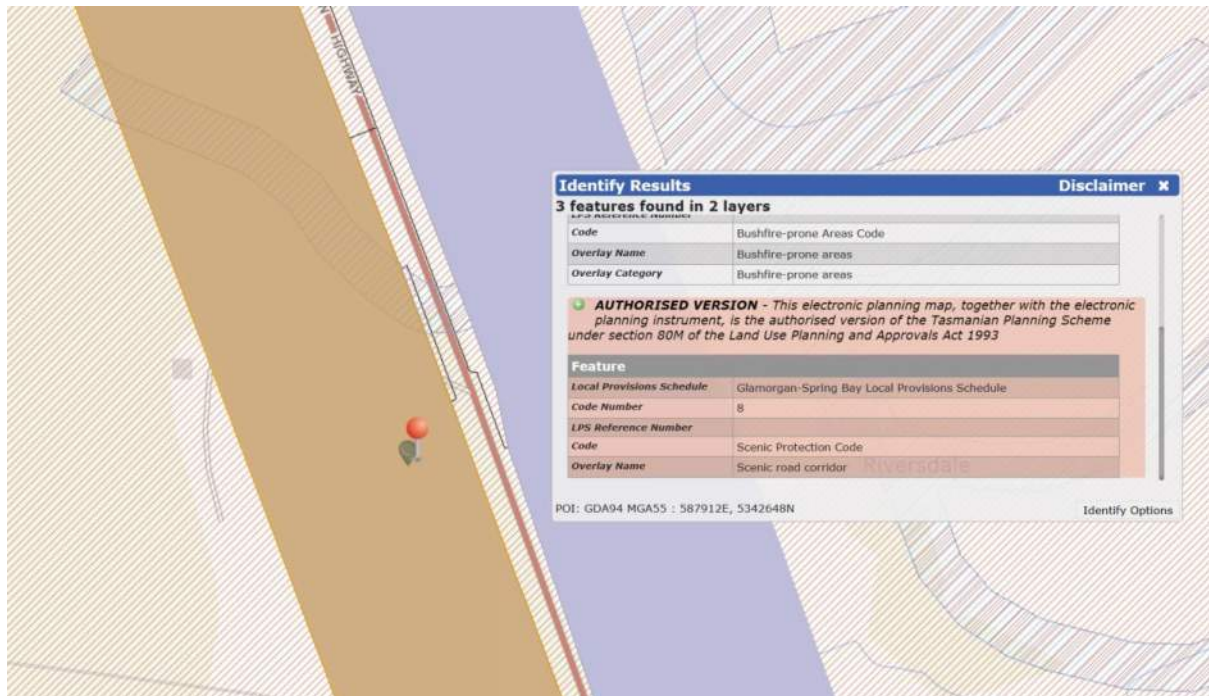 N HIGHWAY
Identify Results Disclaimer ×
3 features found in 2 layers
LPS Reference Number
Code Bushfire-prone Areas Code
Overlay Name Bushfire-prone areas
Overlay Category Bushfire-prone areas
AUTHORISED VERSION - This electronic planning map, together with the electronic
planning instrument, is the authorised version of the Tasmanian Planning Scheme
under section 80M of the Land Use Planning and Approvals Act 1993
Feature
Local Provisions Schedule Glamorgan-Spring Bay Local Provisions Schedule
Code Number 8
LPS Reference Number
Code Scenic Protection Code
Overlay Name Scenic road corridor
Riversdale
POI: GDA94 MGA55 : 587912E, 5342648N Identify Options